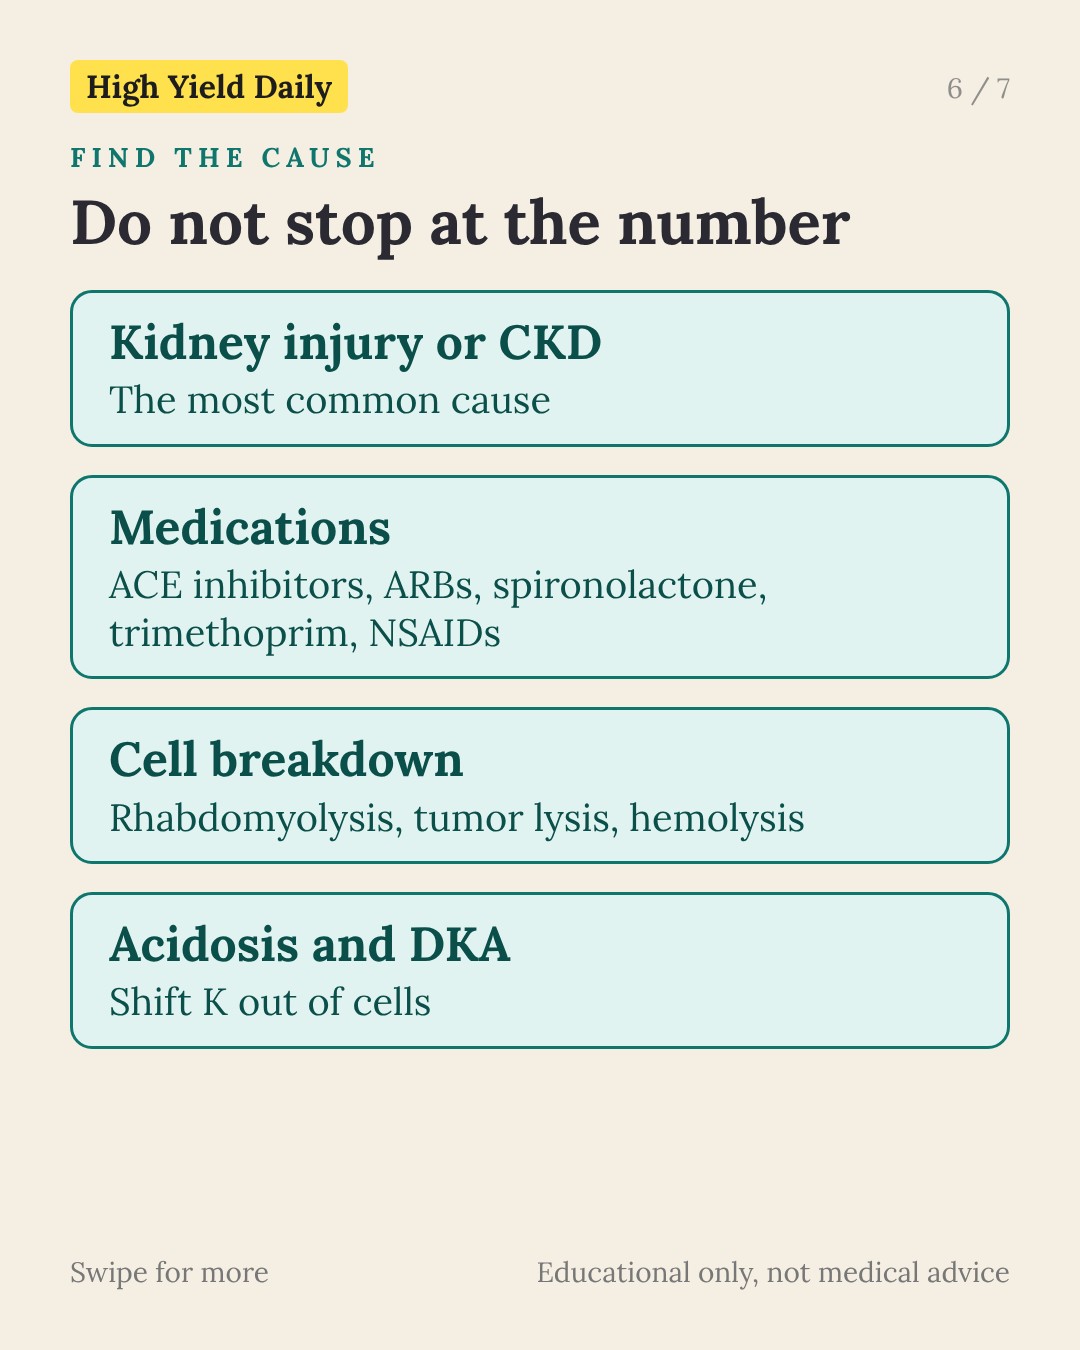 High Yield Daily
6 / 7
FIND THE CAUSE
Do not stop at the number
Kidney injury or CKD
The most common cause
Medications
ACE inhibitors, ARBs, spironolactone,
trimethoprim, NSAIDs
Cell breakdown
Rhabdomyolysis, tumor lysis, hemolysis
Acidosis and DKA
Shift K out of cells
Swipe for more
Educational only, not medical advice